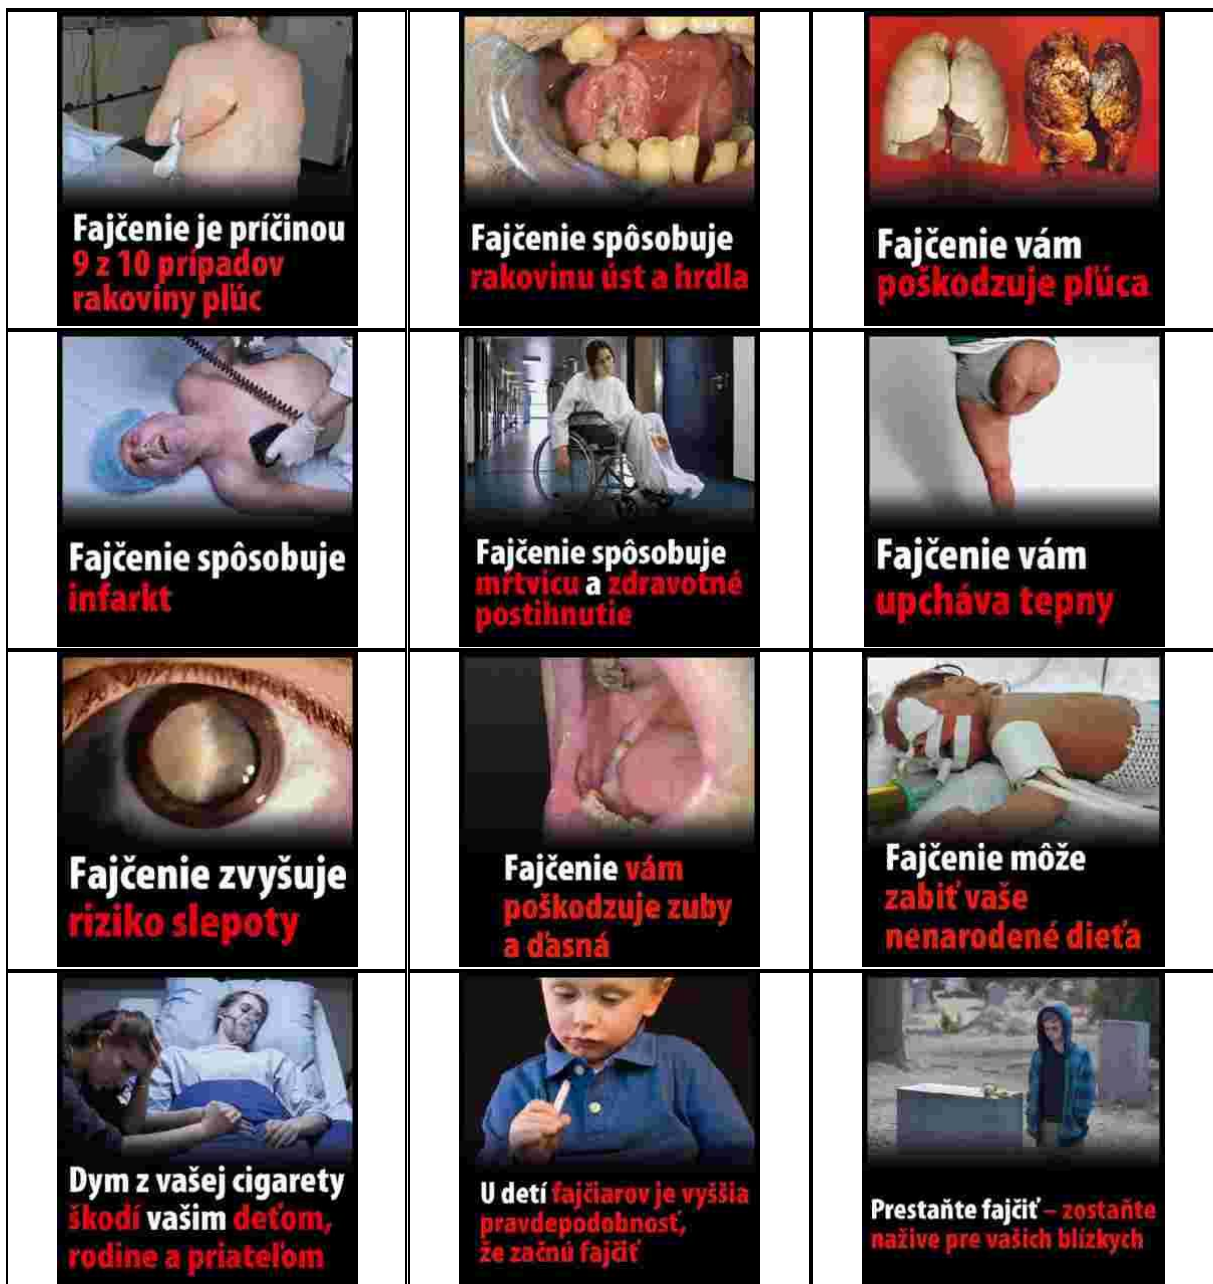 Fajčenie je príčinou
9 z 10 prípadov
rakoviny pľúc
Fajčenie spôsobuje
rakovinu úst a hrdla
Fajčenie vám
poškodzuje pľúca
Fajčenie spôsobuje
infarkt
Fajčenie spôsobuje
mŕtvicu a zdravotné
postihnutie
Fajčenie vám
upcháva tepny
Fajčenie zvyšuje
riziko slepoty
Fajčenie vám
poškodzuje zuby
a ďasná
Fajčenie môže
zabiť vaše
nenarodené dieťa
Dym z vašej cigarety
škodí vašim deťom,
rodine a priateľom
U detí fajčiarov je vyššia
pravdepodobnosť,
že začnú fajčiť
Prestaňte fajčiť – zostaňte
nažive pre vašich blízkych